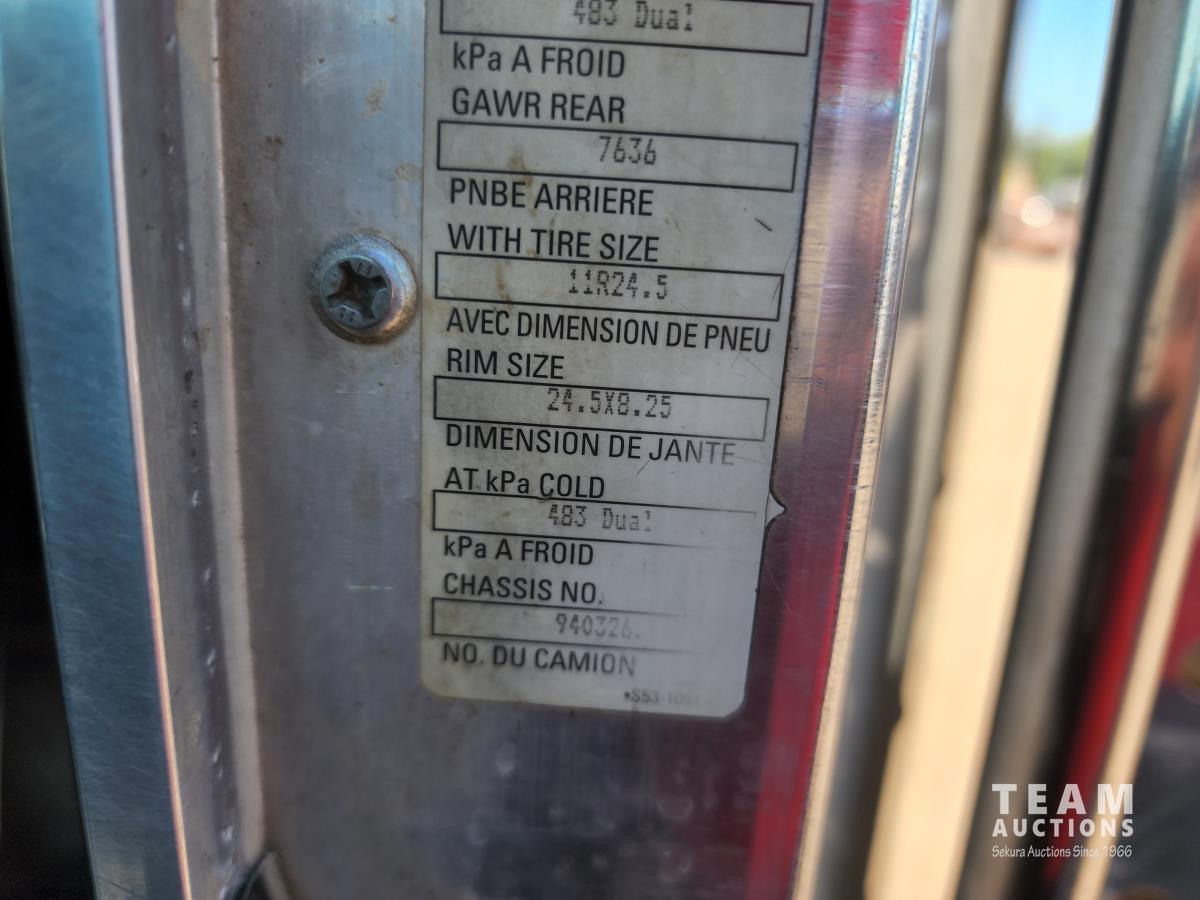 483 Dual
kPa A FROID
GAWR REAR
7636
PNBE ARRIERE
WITH TIRE SIZE
11R24.5
AVEC DIMENSION DE PNEU
RIM SIZE
24.5X8.25
DIMENSION DE JANTE
AT kPa COLD
483 Dual
kPa A FROID
CHASSIS NO.
940326.
NO. DU CAMION
TEAM
AUCTIONS
Sekura Auctions Since 1966